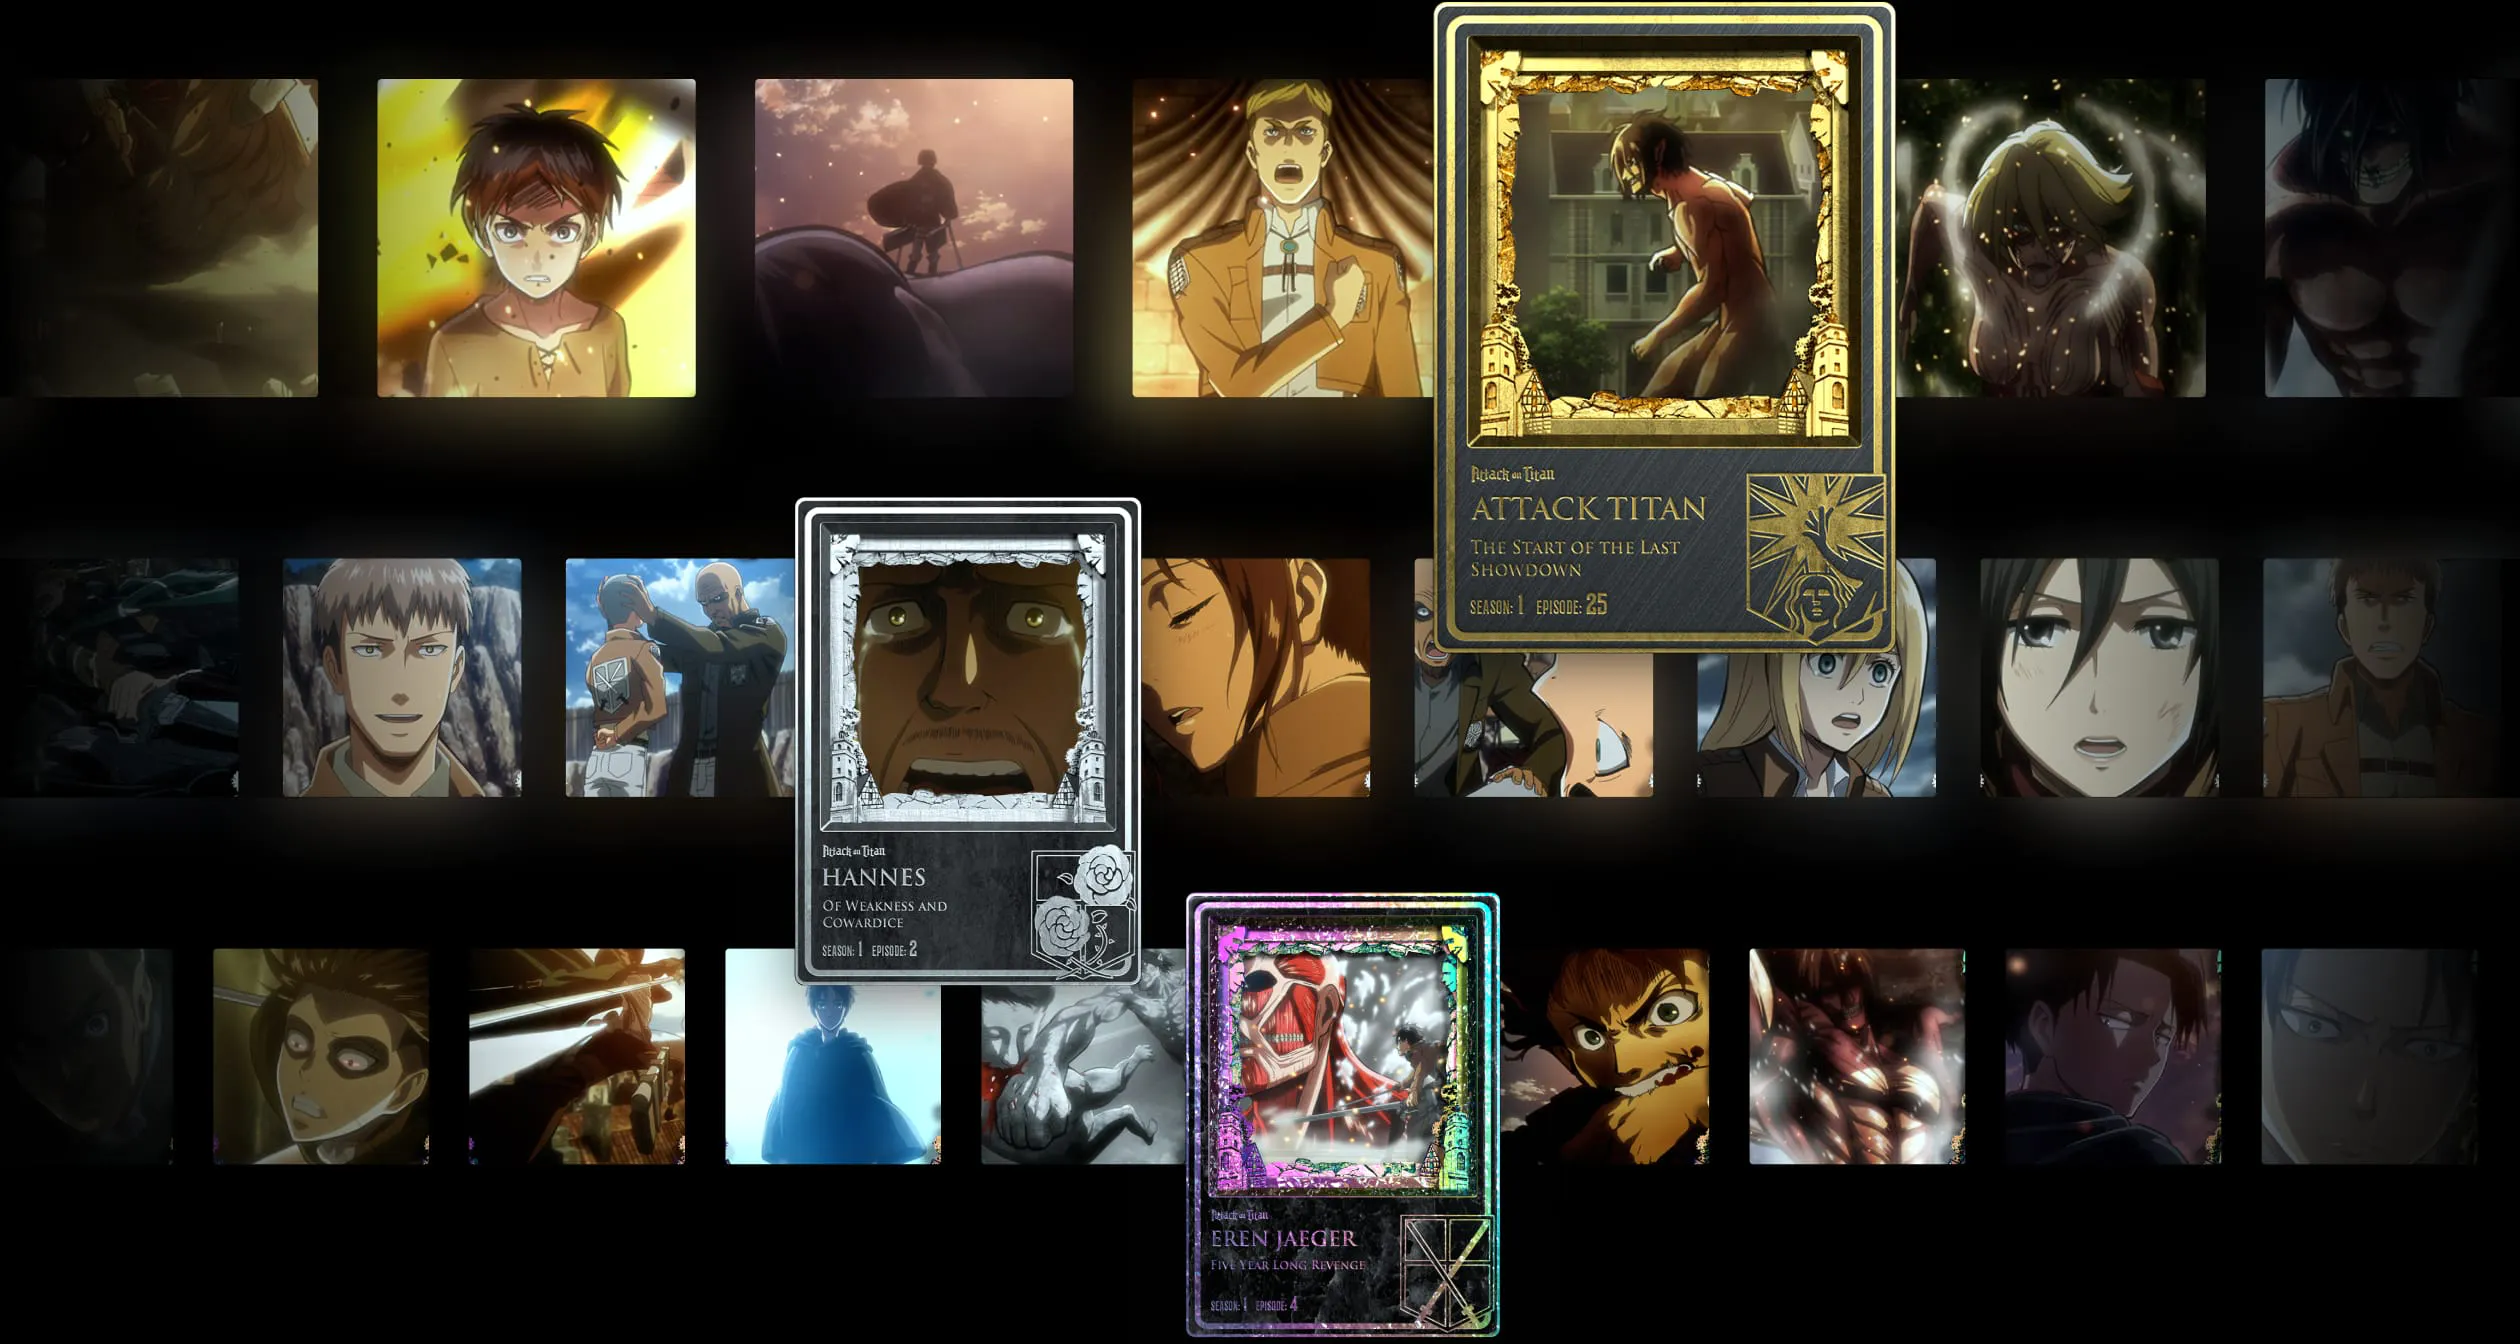 Attack on Titan
ATTACK TITAN
The Start of the Last
Showdown
SEASON: 1 EPISODE: 25
Attack on Titan
HANNES
Of Weakness and
Cowardice
SEASON: 1 EPISODE: 2
Attack on Titan
EREN JAEGER
Five Year Long Revenge
SEASON: 1 EPISODE: 4